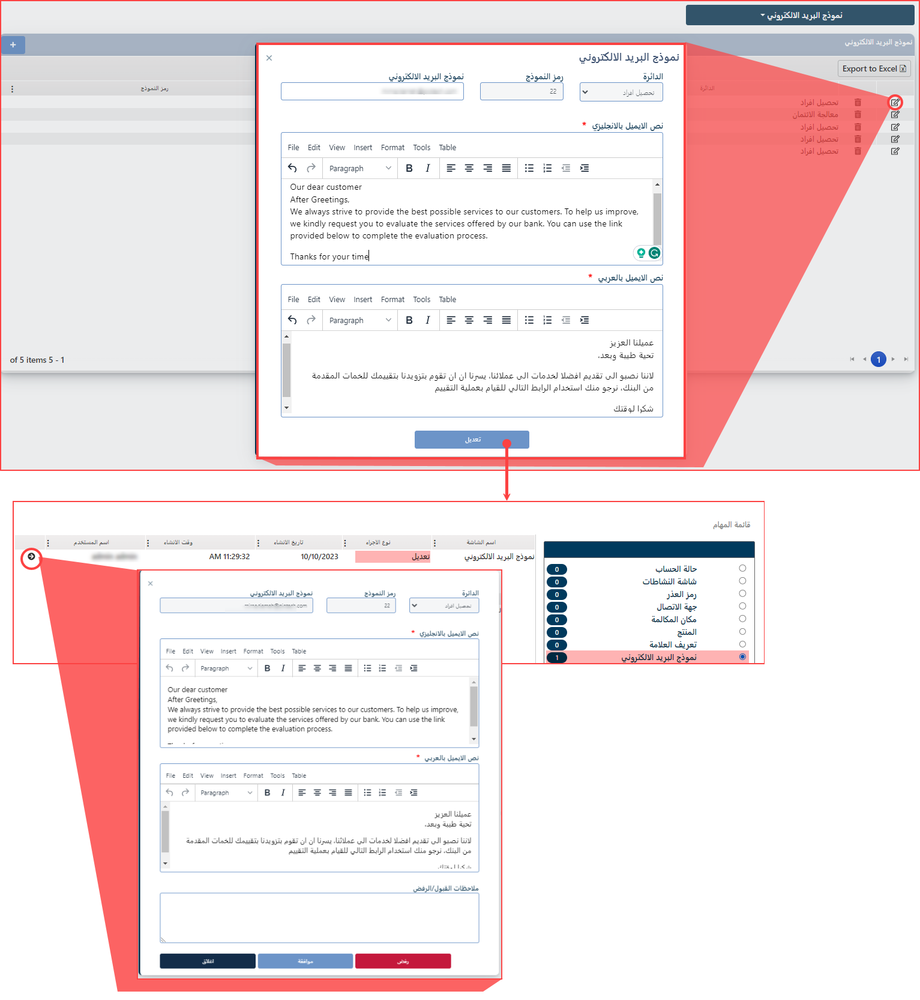 نموذج البريد الالكتروني
نموذج البريد الالكتروني
+
Export to Excel
الدائرة
رمز النموذج
تحصيل افراد
معالجة الائتمان
تحصيل افراد
تحصيل افراد
تحصيل افراد
1
of 5 items 5 - 1
نموذج البريد الالكتروني
×
الدائرة
رمز النموذج
نموذج البريد الالكتروني
تحصيل افراد
22
نص الايميل بالانجليزي *
File Edit View Insert Format Tools Table
Paragraph B I
Our dear customer
After Greetings,
We always strive to provide the best possible services to our customers. To help us improve,
we kindly request you to evaluate the services offered by our bank. You can use the link
provided below to complete the evaluation process.
Thanks for your time
نص الايميل بالعربي *
File Edit View Insert Format Tools Table
Paragraph B I
عميلنا العزيز
تحية طيبة وبعد،
لاننا نصبو الى تقديم افضلا لخدمات الى عملائنا، يسرنا ان ان تقوم بتزويدنا بتقييمك للخمات المقدمة
من البنك، نرجو منك استخدام الرابط التالي للقيام بعملية التقييم
شكرا لوقتك
تعديل
قائمة المهام
حالة الحساب 0
شاشة النشاطات 0
رمز العذر 0
جهة الاتصال 0
مكان المكالمة 0
المنتج 0
تعريف العلامة 0
نموذج البريد الالكتروني 1
اسم الشاشة نوع الاجراء تاريخ الانشاء وقت الانشاء اسم المستخدم
نموذج البريد الالكتروني تعديل 10/10/2023 AM 11:29:32 admin admin
×
الدائرة
رمز النموذج
نموذج البريد الالكتروني
تحصيل افراد
22
نص الايميل بالانجليزي *
File Edit View Insert Format Tools Table
Paragraph B I
Our dear customer
After Greetings,
We always strive to provide the best possible services to our customers. To help us improve,
we kindly request you to evaluate the services offered by our bank. You can use the link
provided below to complete the evaluation process.
نص الايميل بالعربي *
File Edit View Insert Format Tools Table
Paragraph B I
عميلنا العزيز
تحية طيبة وبعد،
لاننا نصبو الى تقديم افضلا لخدمات الى عملائنا، يسرنا ان ان تقوم بتزويدنا بتقييمك للخمات المقدمة
من البنك، نرجو منك استخدام الرابط التالي للقيام بعملية التقييم
شكرا لوقتك
ملاحظات القبول/الرفض
رفض
موافقة
اغلاق